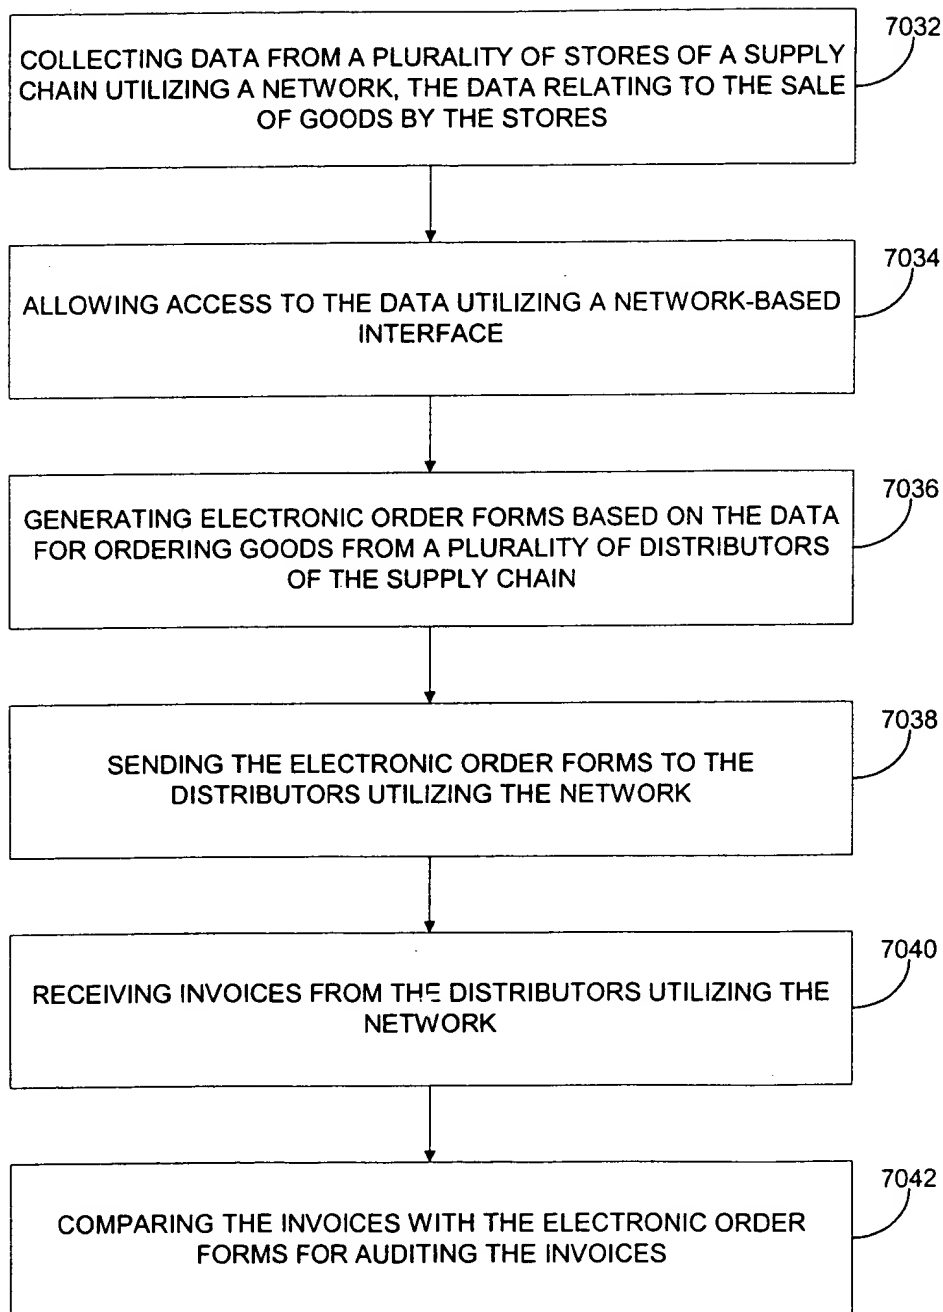 7032
COLLECTING DATA FROM A PLURALITY OF STORES OF A SUPPLY
CHAIN UTILIZING A NETWORK, THE DATA RELATING TO THE SALE
OF GOODS BY THE STORES
7034
ALLOWING ACCESS TO THE DATA UTILIZING A NETWORK-BASED
INTERFACE
7036
GENERATING ELECTRONIC ORDER FORMS BASED ON THE DATA
FOR ORDERING GOODS FROM A PLURALITY OF DISTRIBUTORS
OF THE SUPPLY CHAIN
7038
SENDING THE ELECTRONIC ORDER FORMS TO THE
DISTRIBUTORS UTILIZING THE NETWORK
7040
RECEIVING INVOICES FROM THE DISTRIBUTORS UTILIZING THE
NETWORK
7042
COMPARING THE INVOICES WITH THE ELECTRONIC ORDER
FORMS FOR AUDITING THE INVOICES